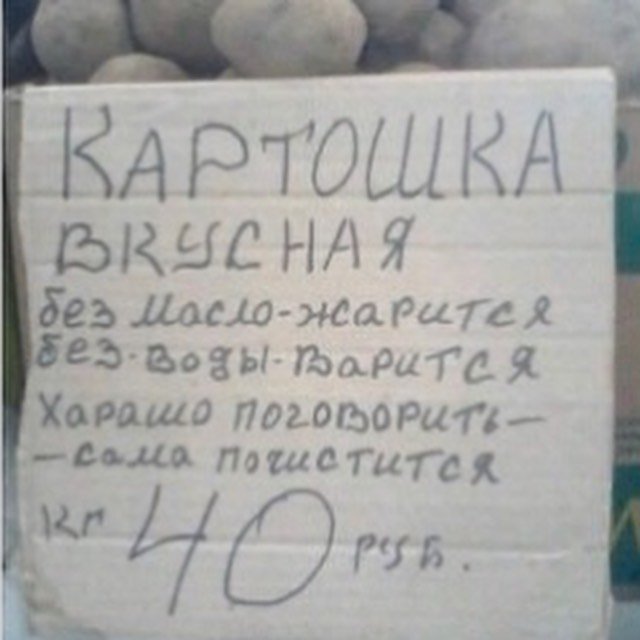 КАРТОШКА
ВКУСНАЯ
без масло-жарится
без-воды-варится
Харашо поговорить-
-сама почистится
кг 40 руб.